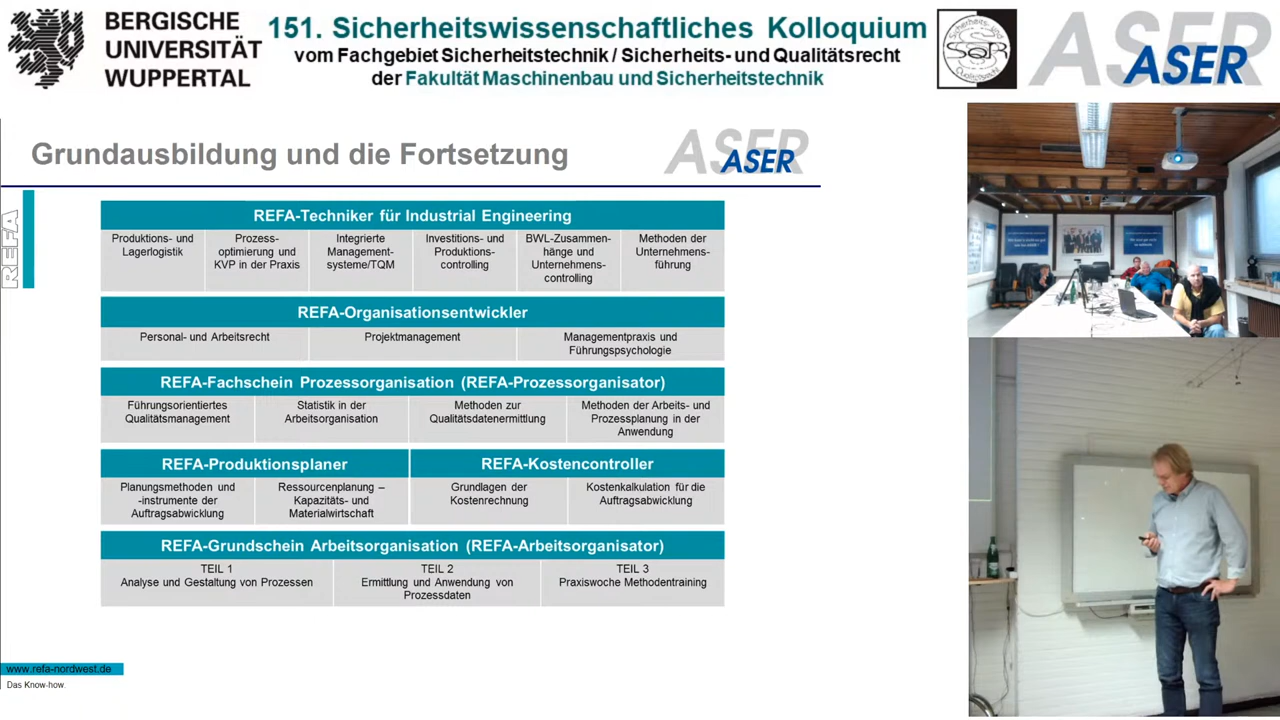 BERGISCHE
UNIVERSITÄT
WUPPERTAL
151. Sicherheitswissenschaftliches Kolloquium
vom Fachgebiet Sicherheitstechnik / Sicherheits- und Qualitätsrecht
der Fakultät Maschinenbau und Sicherheitstechnik
Sicherheits- und
SQR
Qualitätsrecht
ASER
ASER
Grundausbildung und die Fortsetzung
ASER
ASER
REFA
REFA-Techniker für Industrial Engineering
Produktions- und
Lagerlogistik
Prozess-
optimierung und
KVP in der Praxis
Integrierte
Management-
systeme/TQM
Investitions- und
Produktions-
controlling
BWL-Zusammen-
hänge und
Unternehmens-
controlling
Methoden der
Unternehmens-
führung
REFA-Organisationsentwickler
Personal- und Arbeitsrecht
Projektmanagement
Managementpraxis und
Führungspsychologie
REFA-Fachschein Prozessorganisation (REFA-Prozessorganisator)
Führungsorientiertes
Qualitätsmanagement
Statistik in der
Arbeitsorganisation
Methoden zur
Qualitätsdatenermittlung
Methoden der Arbeits- und
Prozessplanung in der
Anwendung
REFA-Produktionsplaner
Planungsmethoden und
-instrumente der
Auftragsabwicklung
Ressourcenplanung –
Kapazitäts- und
Materialwirtschaft
REFA-Kostencontroller
Grundlagen der
Kostenrechnung
Kostenkalkulation für die
Auftragsabwicklung
REFA-Grundschein Arbeitsorganisation (REFA-Arbeitsorganisator)
TEIL 1
Analyse und Gestaltung von Prozessen
TEIL 2
Ermittlung und Anwendung von
Prozessdaten
TEIL 3
Praxiswoche Methodentraining
www.refa-nordwest.de
Das Know-how.